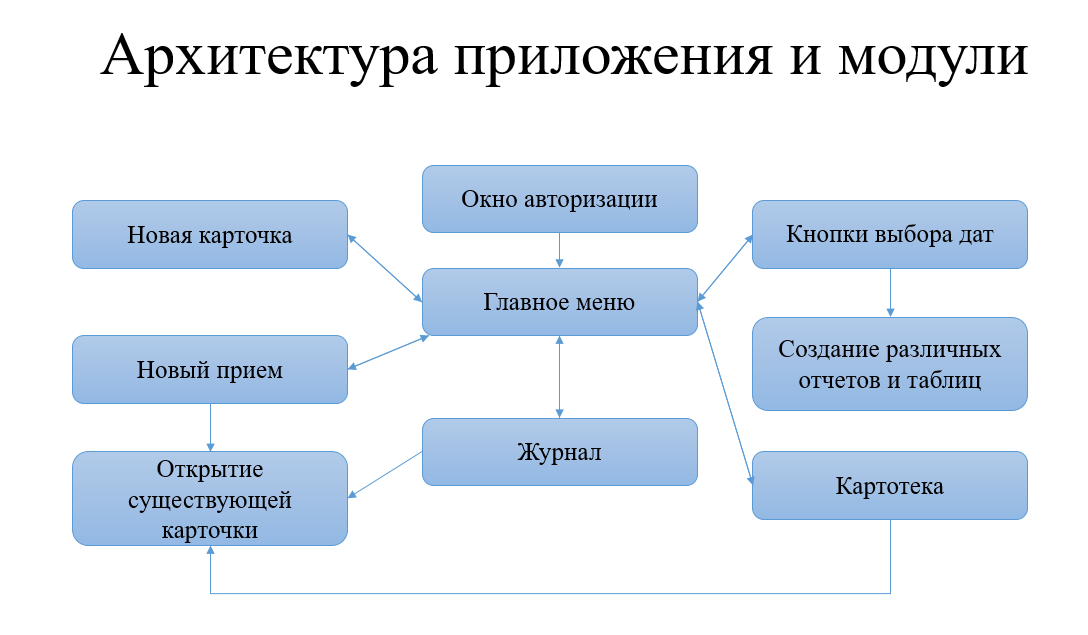 Архитектура приложения и модули
Окно авторизации
Новая карточка
Кнопки выбора дат
Главное меню
Новый прием
Создание различных
отчетов и таблиц
Журнал
Открытие
существующей
карточки
Картотека